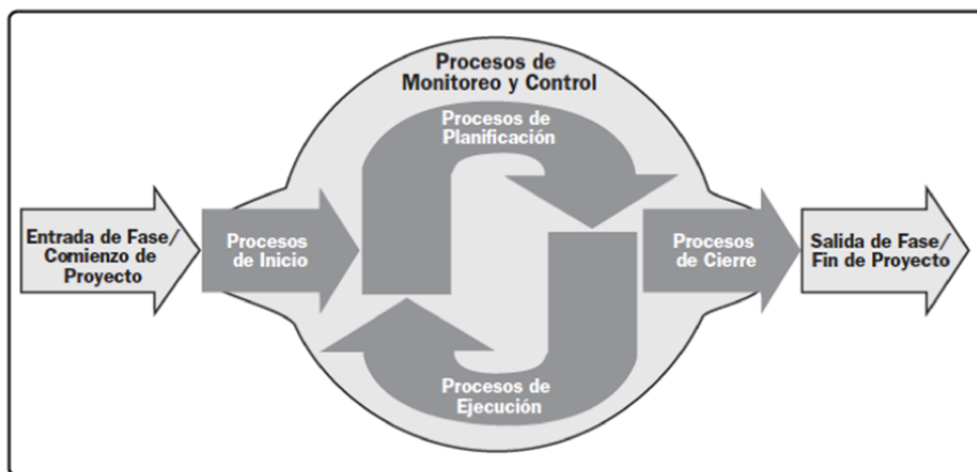 Procesos de
Monitoreo y Control
Procesos de
Planificación
Entrada de Fase/
Comienzo de
Proyecto
Procesos
de Inicio
Procesos
de Cierre
Salida de Fase/
Fin de Proyecto
Procesos de
Ejecución